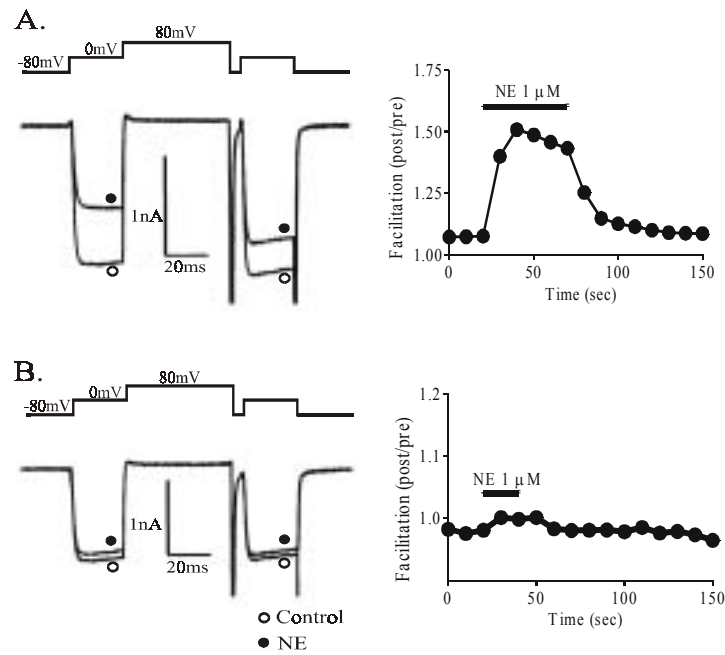 A.
80mV
0mV
-80mV
1nA
20ms
1.75
1.50
1.25
1.00
Facilitation (post/pre)
NE 1 µM
0
50
100
150
Time (sec)
B.
80mV
0mV
-80mV
1nA
20ms
Control
NE
1.2
1.1
1.0
Facilitation (post/pre)
NE 1 µM
0
50
100
150
Time (sec)